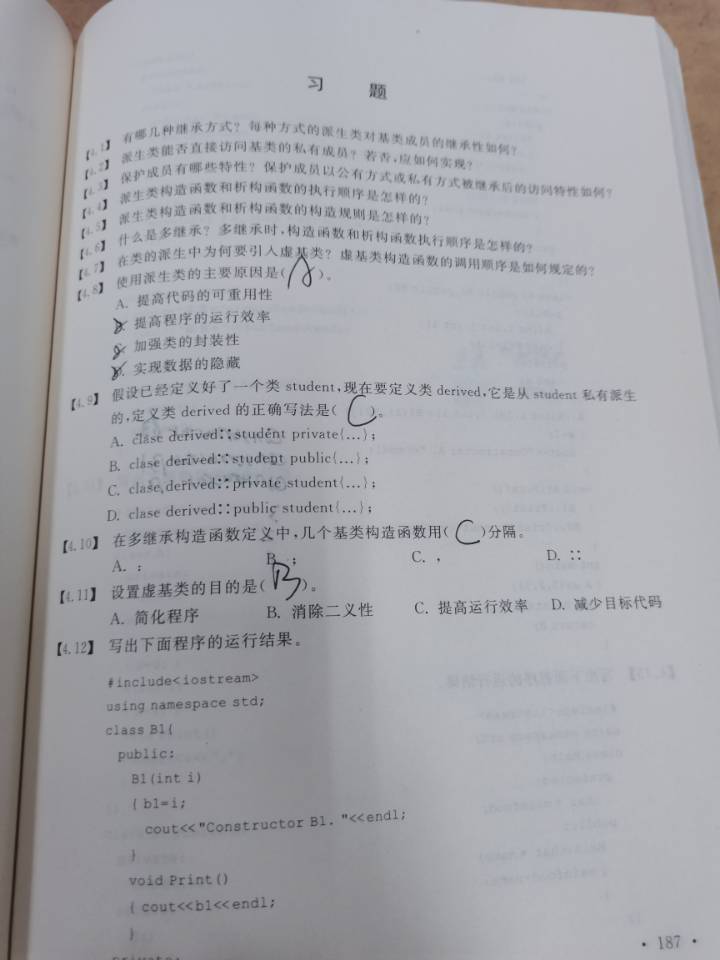 习 题
【4.1】 有哪几种继承方式？每种方式的派生类对基类成员的继承性如何？
【4.2】 派生类能否直接访问基类的私有成员？若否，应如何实现？
【4.3】 保护成员有哪些特性？保护成员以公有方式或私有方式被继承后的访问特性如何？
【4.4】 派生类构造函数和析构函数的执行顺序是怎样的？
【4.5】 派生类构造函数和析构函数的构造规则是怎样的？
【4.6】 什么是多继承？多继承时，构造函数和析构函数执行顺序是怎样的？
【4.7】 在类的派生中为何要引入虚基类？虚基类构造函数的调用顺序是如何规定的？
【4.8】 使用派生类的主要原因是( A )。
A. 提高代码的可重用性
B. 提高程序的运行效率
C. 加强类的封装性
D. 实现数据的隐藏
【4.9】 假设已经定义好了一个类 student，现在要定义类 derived，它是从 student 私有派生
的，定义类 derived 的正确写法是( C )。
A. clase derived∷student private{…}；
B. clase derived∷student public{…}；
C. clase derived∷private student{…}；
D. clase derived∷public student{…}；
【4.10】 在多继承构造函数定义中，几个基类构造函数用( C )分隔。
A. : B. ; C. , D. ∷
【4.11】 设置虚基类的目的是( B )。
A. 简化程序 B. 消除二义性 C. 提高运行效率 D. 减少目标代码
【4.12】 写出下面程序的运行结果。
#include<iostream>
using namespace std;
class B1{
public:
B1(int i)
{ b1=i;
cout<<"Constructor B1. "<<endl;
}
void Print()
{ cout<<b1<<endl;
}
private:
· 187 ·